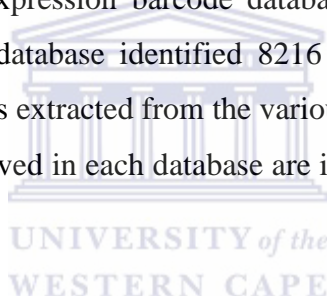 xpression barcode databa
database identified 8216
s extracted from the variou
ved in each database are i
UNIVERSITY of the
WESTERN CAPE